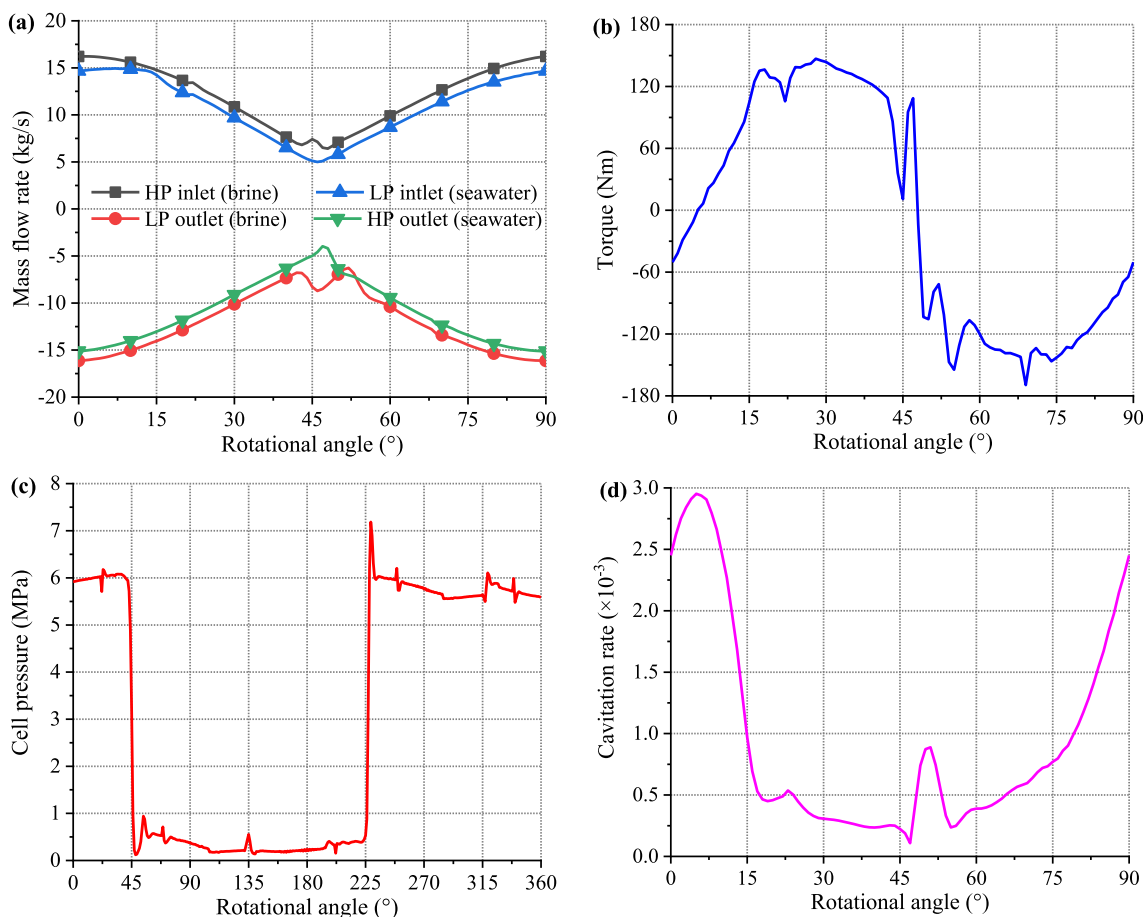 (a)
20
15
10
5
0
-5
-10
-15
-20
Mass flow rate (kg/s)
HP inlet (brine)
LP intlet (seawater)
LP outlet (brine)
HP outlet (seawater)
0 15 30 45 60 75 90
Rotational angle (°)
(b)
180
120
60
0
-60
-120
-180
Torque (Nm)
0 15 30 45 60 75 90
Rotational angle (°)
(c)
8
7
6
5
4
3
2
1
0
Cell pressure (MPa)
0 45 90 135 180 225 270 315 360
Rotational angle (°)
(d)
3.0
2.5
2.0
1.5
1.0
0.5
0.0
Cavitation rate (×10⁻³)
0 15 30 45 60 75 90
Rotational angle (°)